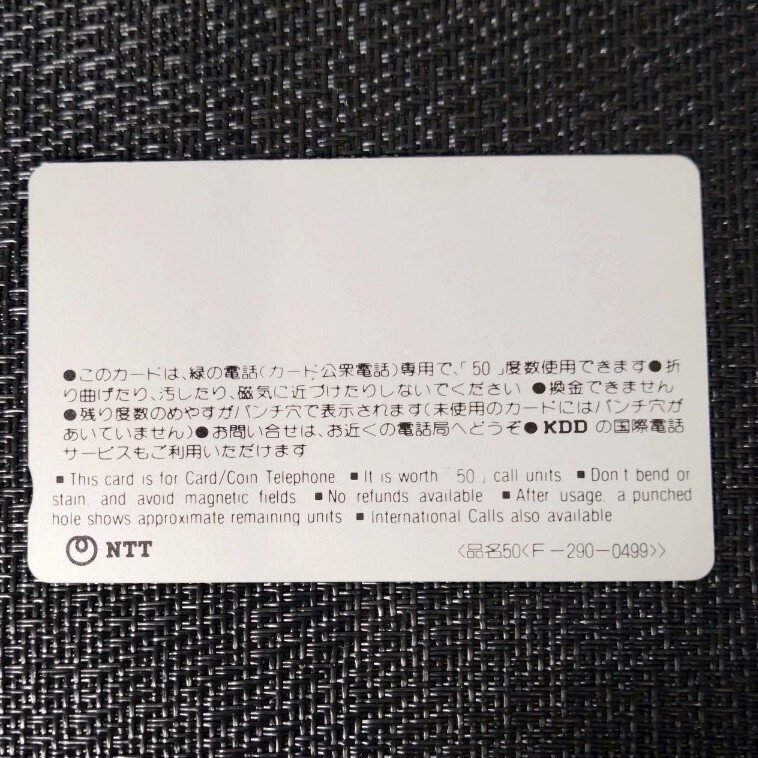 ●このカードは、緑の電話(カード公衆電話)専用で、「50」度数使用できます●折
り曲げたり、汚したり、磁気に近づけたりしないでください ●換金できません
●残り度数のめやすがパンチ穴で表示されます(未使用のカードにはパンチ穴が
あいていません)●お問い合せは、お近くの電話局へどうぞ●KDDの国際電話
サービスもご利用いただけます
■ This card is for Card/Coin Telephone ■ It is worth「50」call units ■ Don't bend or
stain, and avoid magnetic fields ■ No refunds available ■ After usage, a punched
hole shows approximate remaining units ■ International Calls also available
NTT 〈品名50〈F-290-0499〉〉